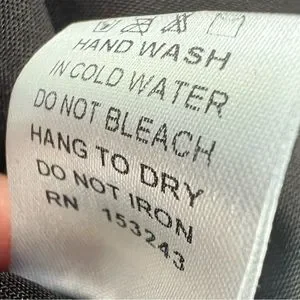 HAND WASH
IN COLD WATER
DO NOT BLEACH
HANG TO DRY
DO NOT IRON
RN 153243